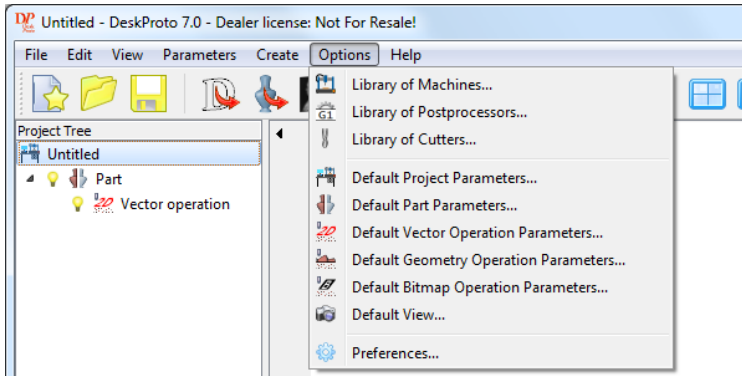 Untitled - DeskProto 7.0 - Dealer license: Not For Resale!
File Edit View Parameters Create Options Help
Project Tree
Untitled
Part
Vector operation
Library of Machines...
Library of Postprocessors...
G1
Library of Cutters...
Default Project Parameters...
Default Part Parameters...
2D
Default Vector Operation Parameters...
Default Geometry Operation Parameters...
Default Bitmap Operation Parameters...
Default View...
Preferences...